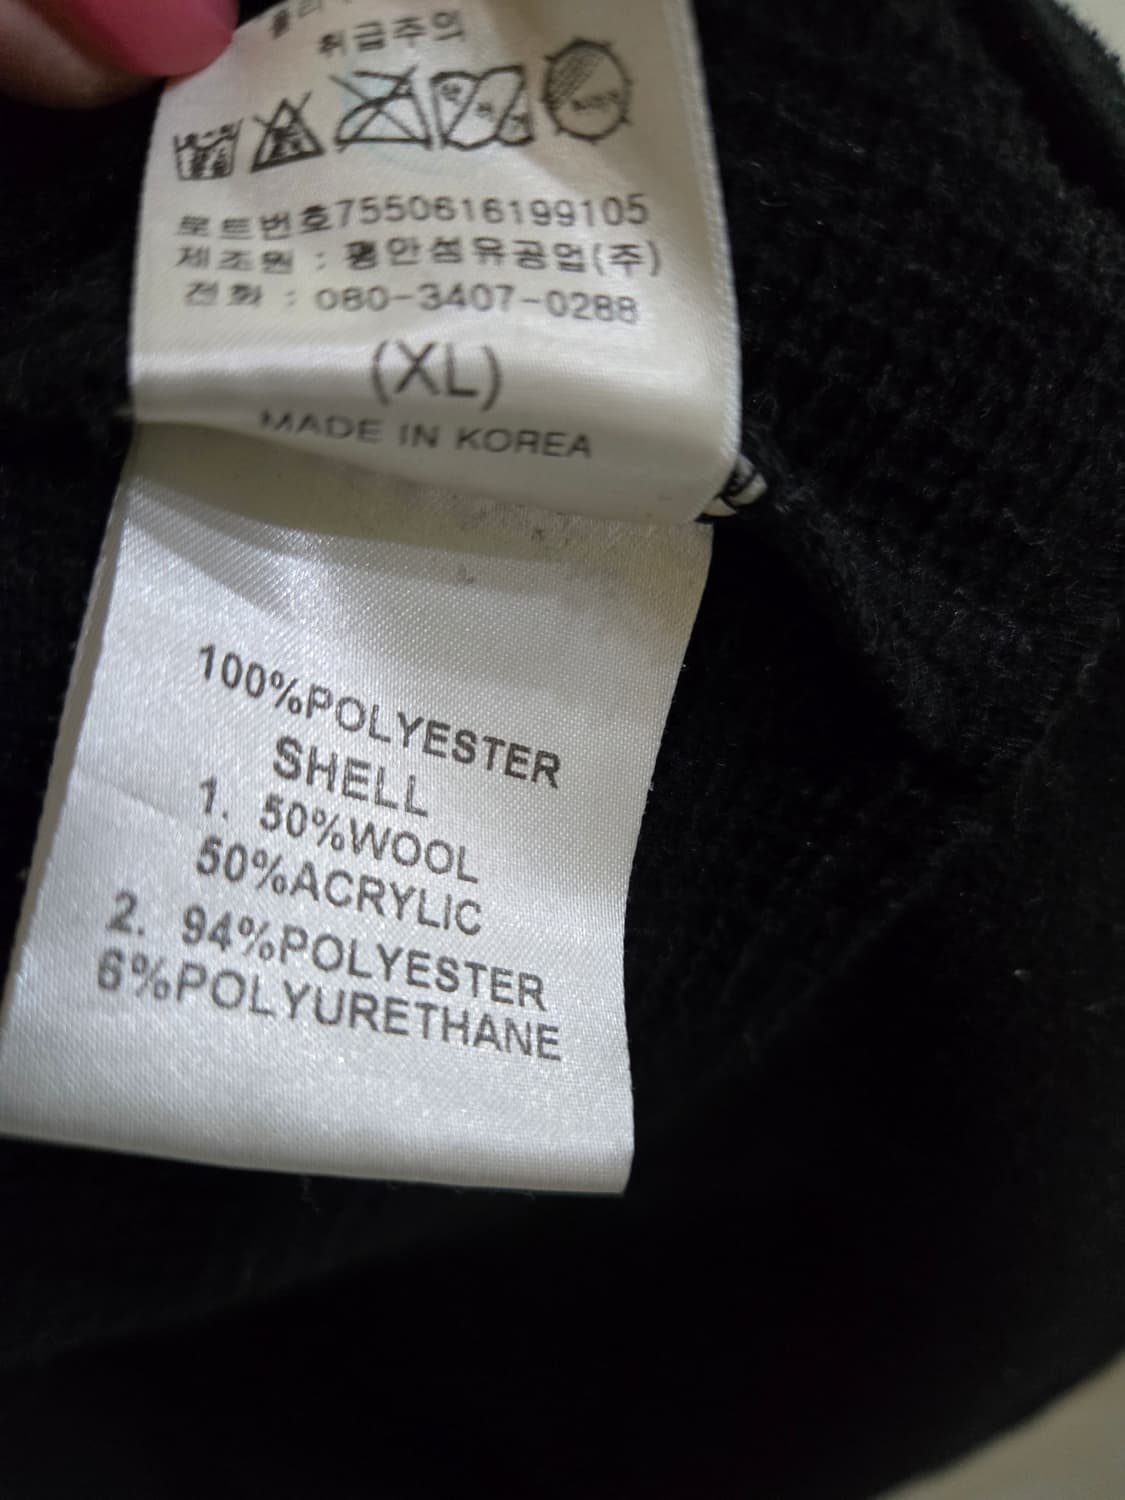 취급주의
로트번호7550616199105
제조원 : 평안섬유공업(주)
전화 : 080-3407-0288
(XL)
MADE IN KOREA
100%POLYESTER
SHELL
1. 50%WOOL
50%ACRYLIC
2. 94%POLYESTER
6%POLYURETHANE